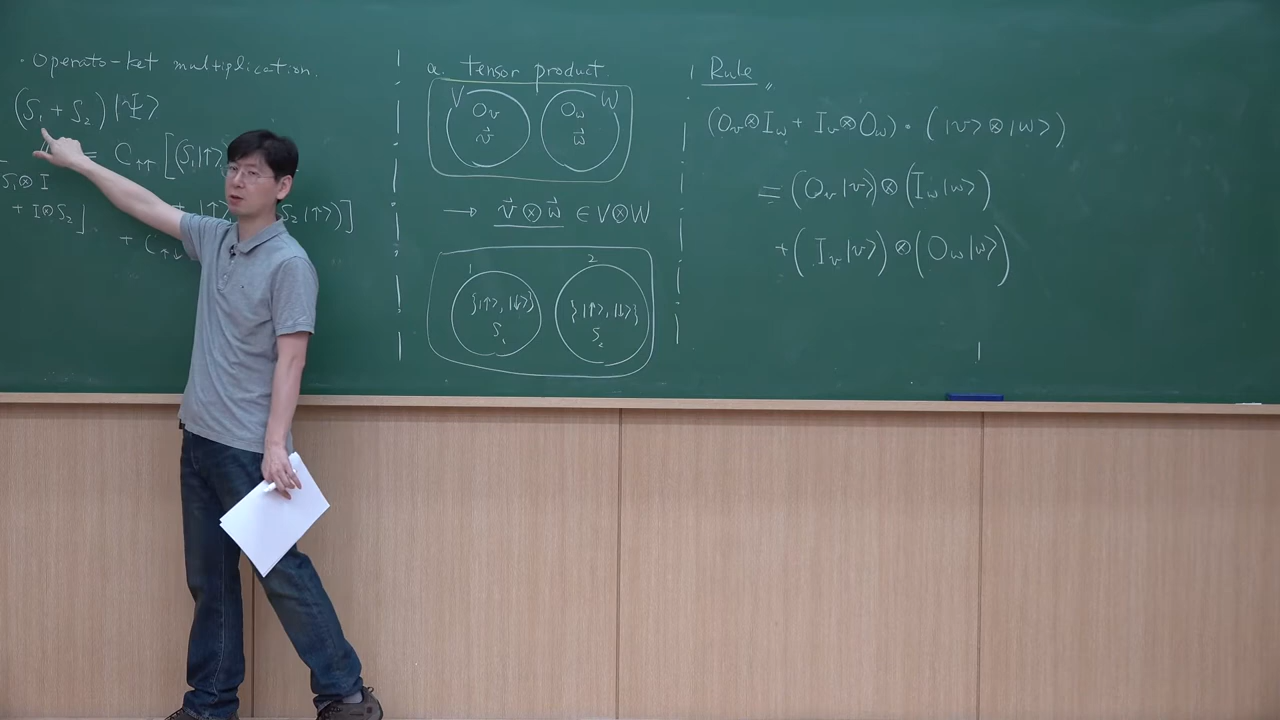 · Operato-ket multiplication.
(S₁ + S₂) |Ψ>
= C↑↑ [(S₁|↑>
S₁⊗ I
+ I⊗S₂]
+ |↑> S₂|↑>)]
+ C↑↓
a. tensor product
V O_v v⃗
O_w w⃗ W
→ v⃗ ⊗ w⃗ ∈ V⊗W
1 {|↑>, |↓>} S₁
2 {|↑>, |↓>} S₂
Rule
(O_v⊗I_w + I_v⊗O_w) · (|v>⊗|w>)
= (O_v|v>)⊗(I_w|w>)
+ (I_v|v>)⊗(O_w|w>)